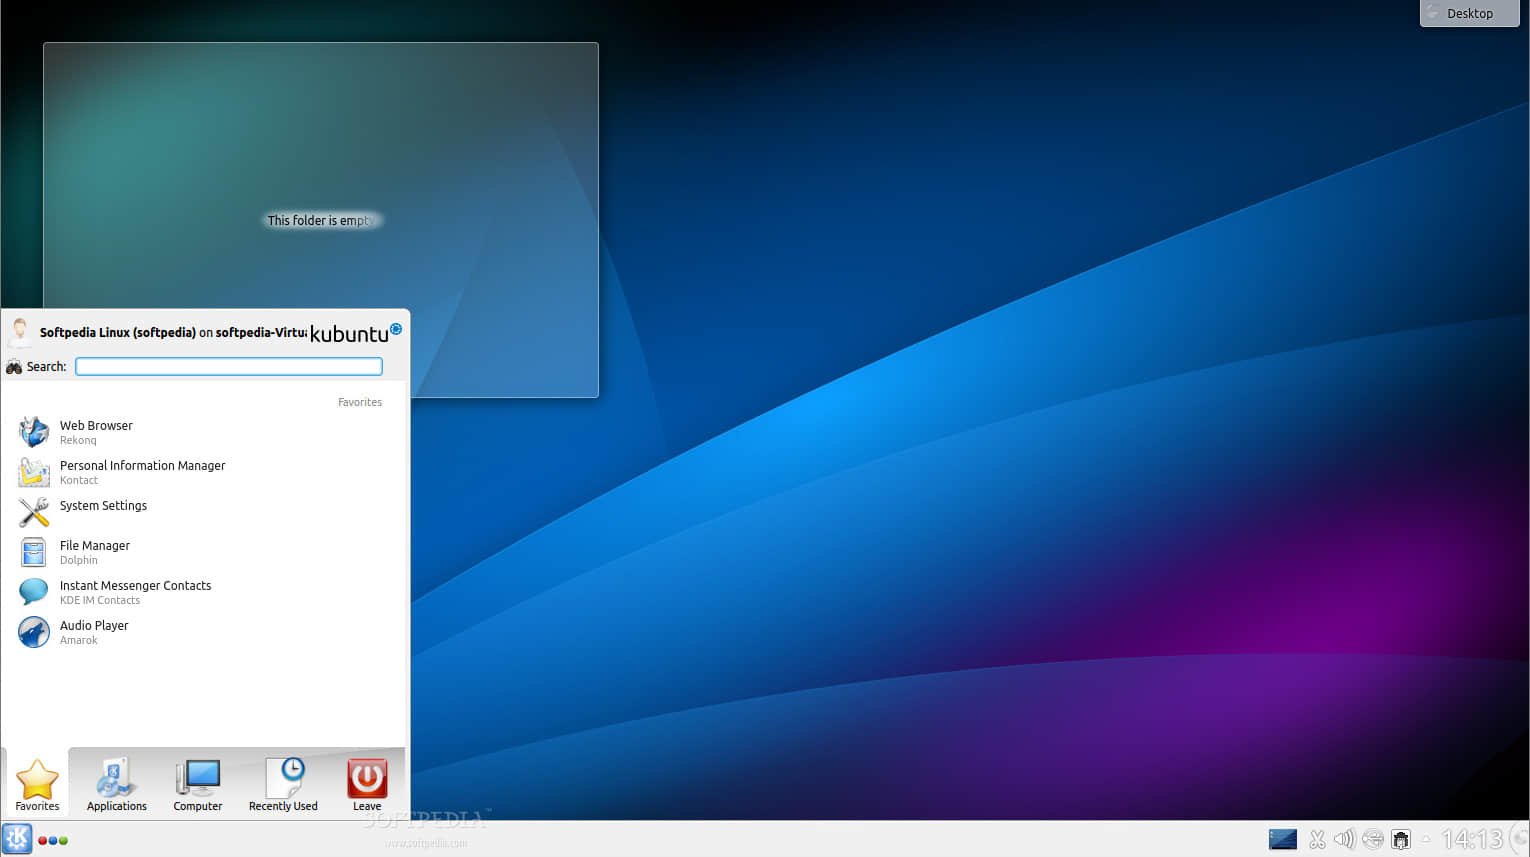 Desktop
This folder is empty
Softpedia Linux (softpedia) on softpedia-Virtua
kubuntu
Search:
Favorites
Web Browser
Rekonq
Personal Information Manager
Kontact
System Settings
File Manager
Dolphin
Instant Messenger Contacts
KDE IM Contacts
Audio Player
Amarok
Favorites
Applications
Computer
Recently Used
Leave
SOFTPEDIA™
www.softpedia.com
14:13